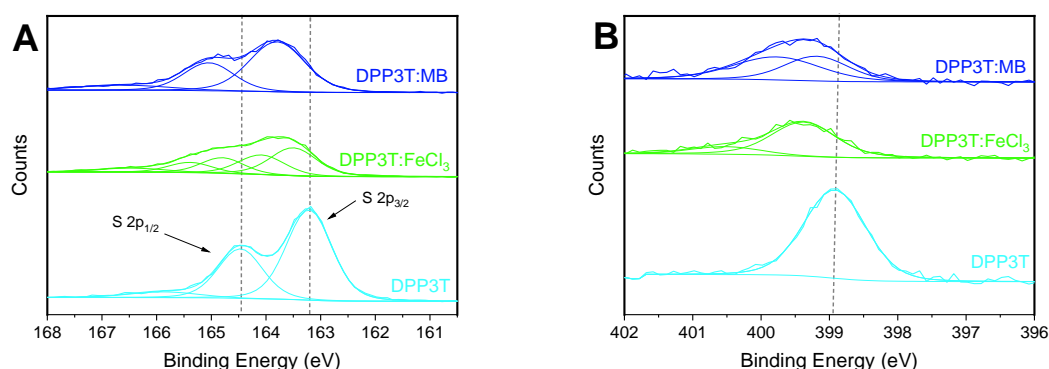 A
DPP3T:MB
DPP3T:FeCl₃
S 2p₁/₂
S 2p₃/₂
DPP3T
Counts
168 167 166 165 164 163 162 161
Binding Energy (eV)
B
DPP3T:MB
DPP3T:FeCl₃
DPP3T
Counts
402 401 400 399 398 397 396
Binding Energy (eV)